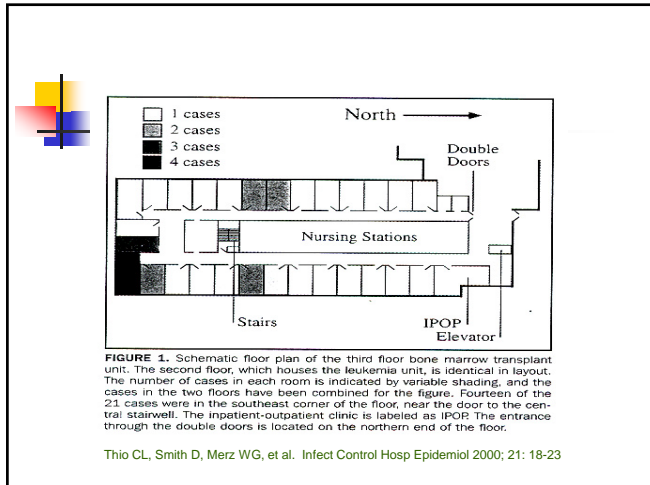 North
1 cases
2 cases
3 cases
4 cases
Double
Doors
Nursing Stations
Stairs
IPOP
Elevator
FIGURE 1. Schematic floor plan of the third floor bone marrow transplant
unit. The second floor, which houses the leukemia unit, is identical in layout.
The number of cases in each room is indicated by variable shading, and the
cases in the two floors have been combined for the figure. Fourteen of the
21 cases were in the southeast corner of the floor, near the door to the cen-
tral stairwell. The inpatient-outpatient clinic is labeled as IPOP. The entrance
through the double doors is located on the northern end of the floor.
Thio CL, Smith D, Merz WG, et al. Infect Control Hosp Epidemiol 2000; 21: 18-23